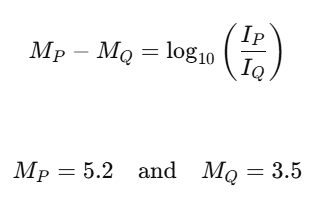 M_P − M_Q = log₁₀ (I_P / I_Q)
M_P = 5.2 and M_Q = 3.5